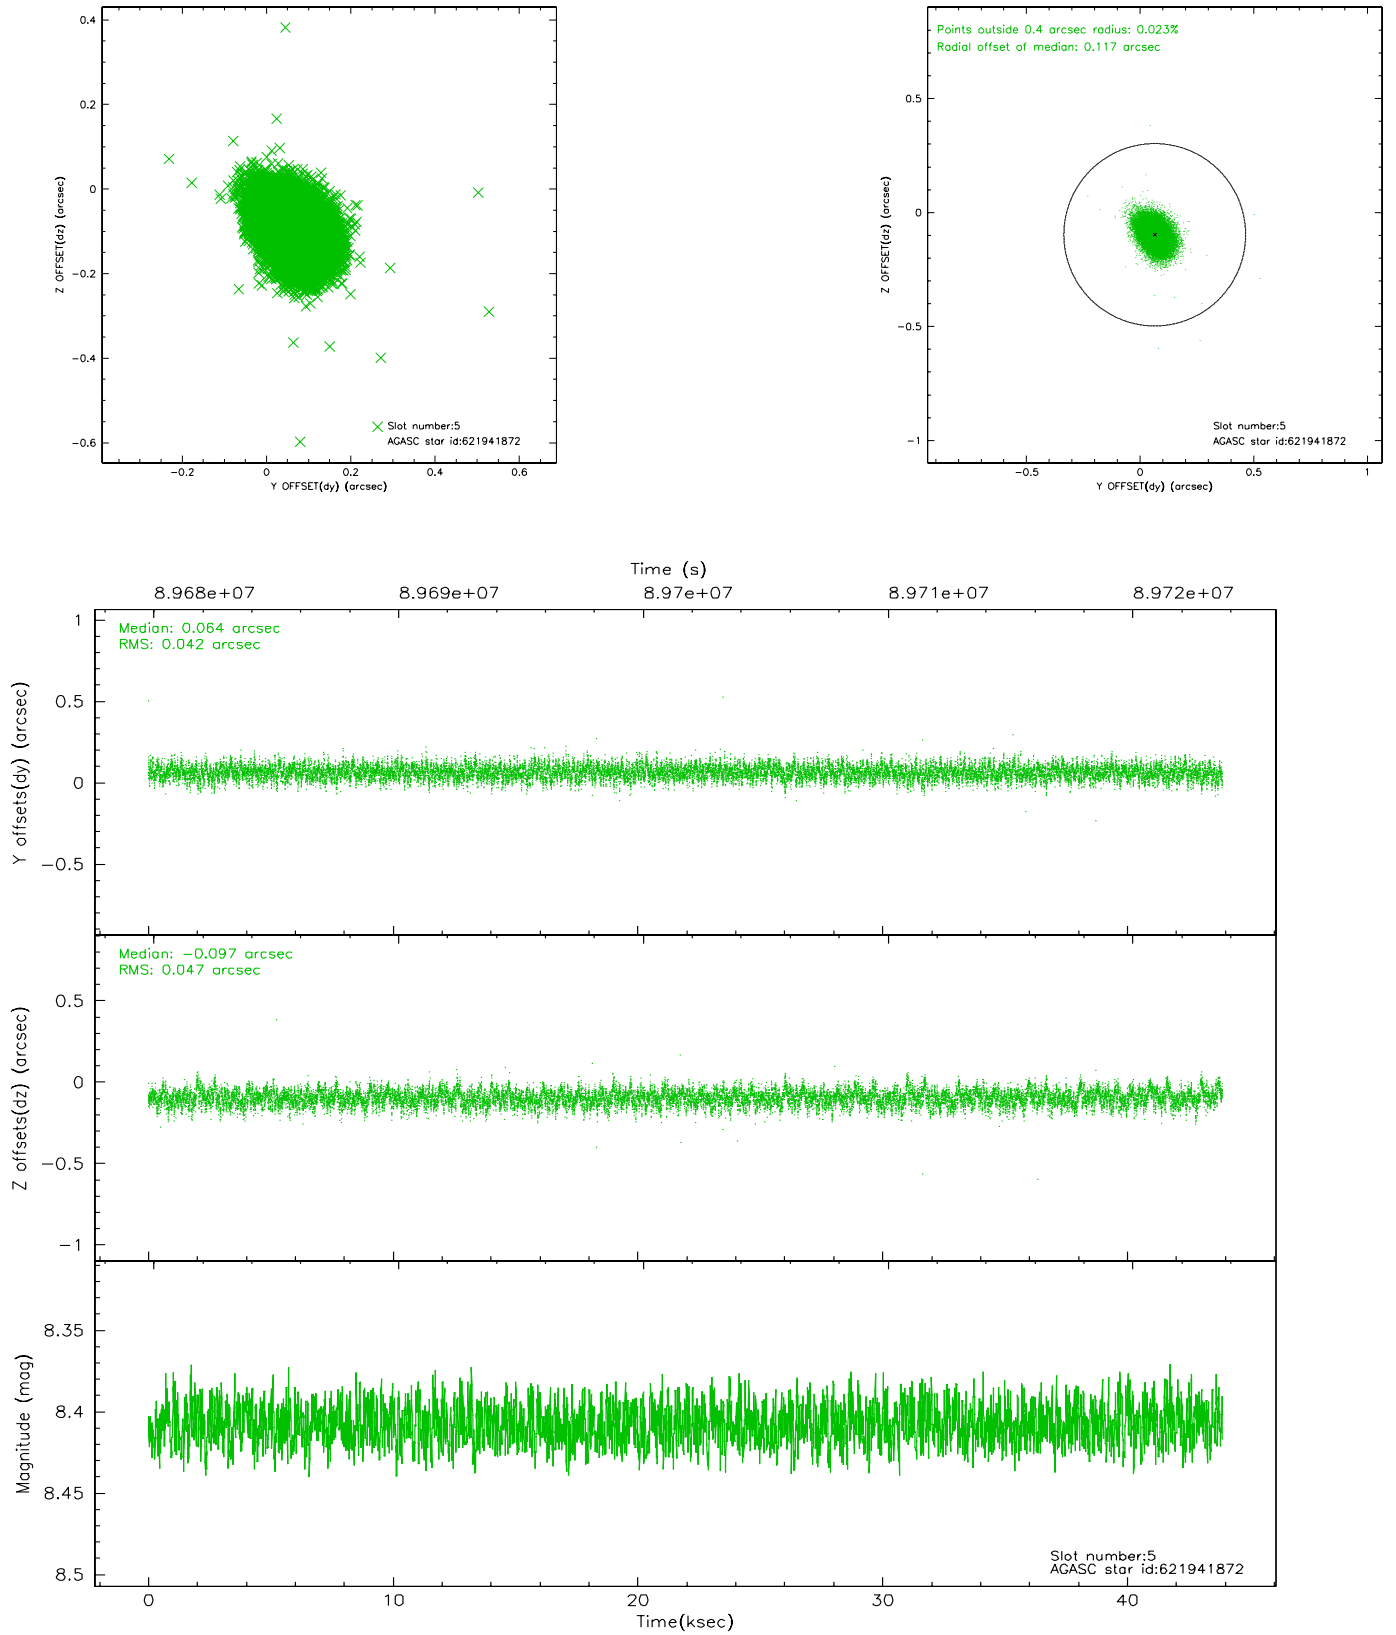 0.4
0.2
0
−0.2
−0.4
−0.6
Z OFFSET(dz) (arcsec)
Slot number:5
AGASC star id:621941872
−0.2 0 0.2 0.4 0.6
Y OFFSET(dy) (arcsec)
Points outside 0.4 arcsec radius: 0.023%
Radial offset of median: 0.117 arcsec
0.5
0
−0.5
−1
Z OFFSET(dz) (arcsec)
Slot number:5
AGASC star id:621941872
−0.5 0 0.5 1
Y OFFSET(dy) (arcsec)
Time (s)
8.968e+07 8.969e+07 8.97e+07 8.971e+07 8.972e+07
Median: 0.064 arcsec
RMS: 0.042 arcsec
1
0.5
0
−0.5
Y offsets(dy) (arcsec)
Median: −0.097 arcsec
RMS: 0.047 arcsec
0.5
0
−0.5
−1
Z offsets(dz) (arcsec)
8.35
8.4
8.45
8.5
Magnitude (mag)
Slot number:5
AGASC star id:621941872
0 10 20 30 40
Time(ksec)